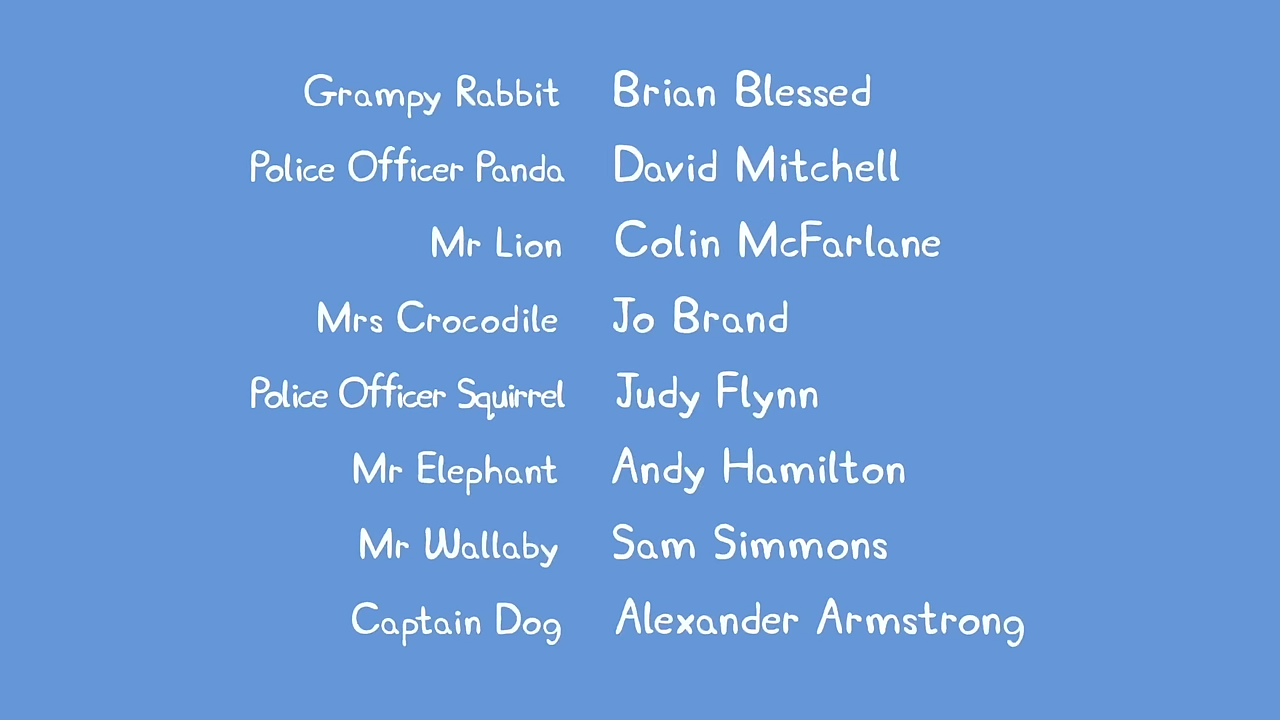 Grampy Rabbit Brian Blessed
Police Officer Panda David Mitchell
Mr Lion Colin McFarlane
Mrs Crocodile Jo Brand
Police Officer Squirrel Judy Flynn
Mr Elephant Andy Hamilton
Mr Wallaby Sam Simmons
Captain Dog Alexander Armstrong